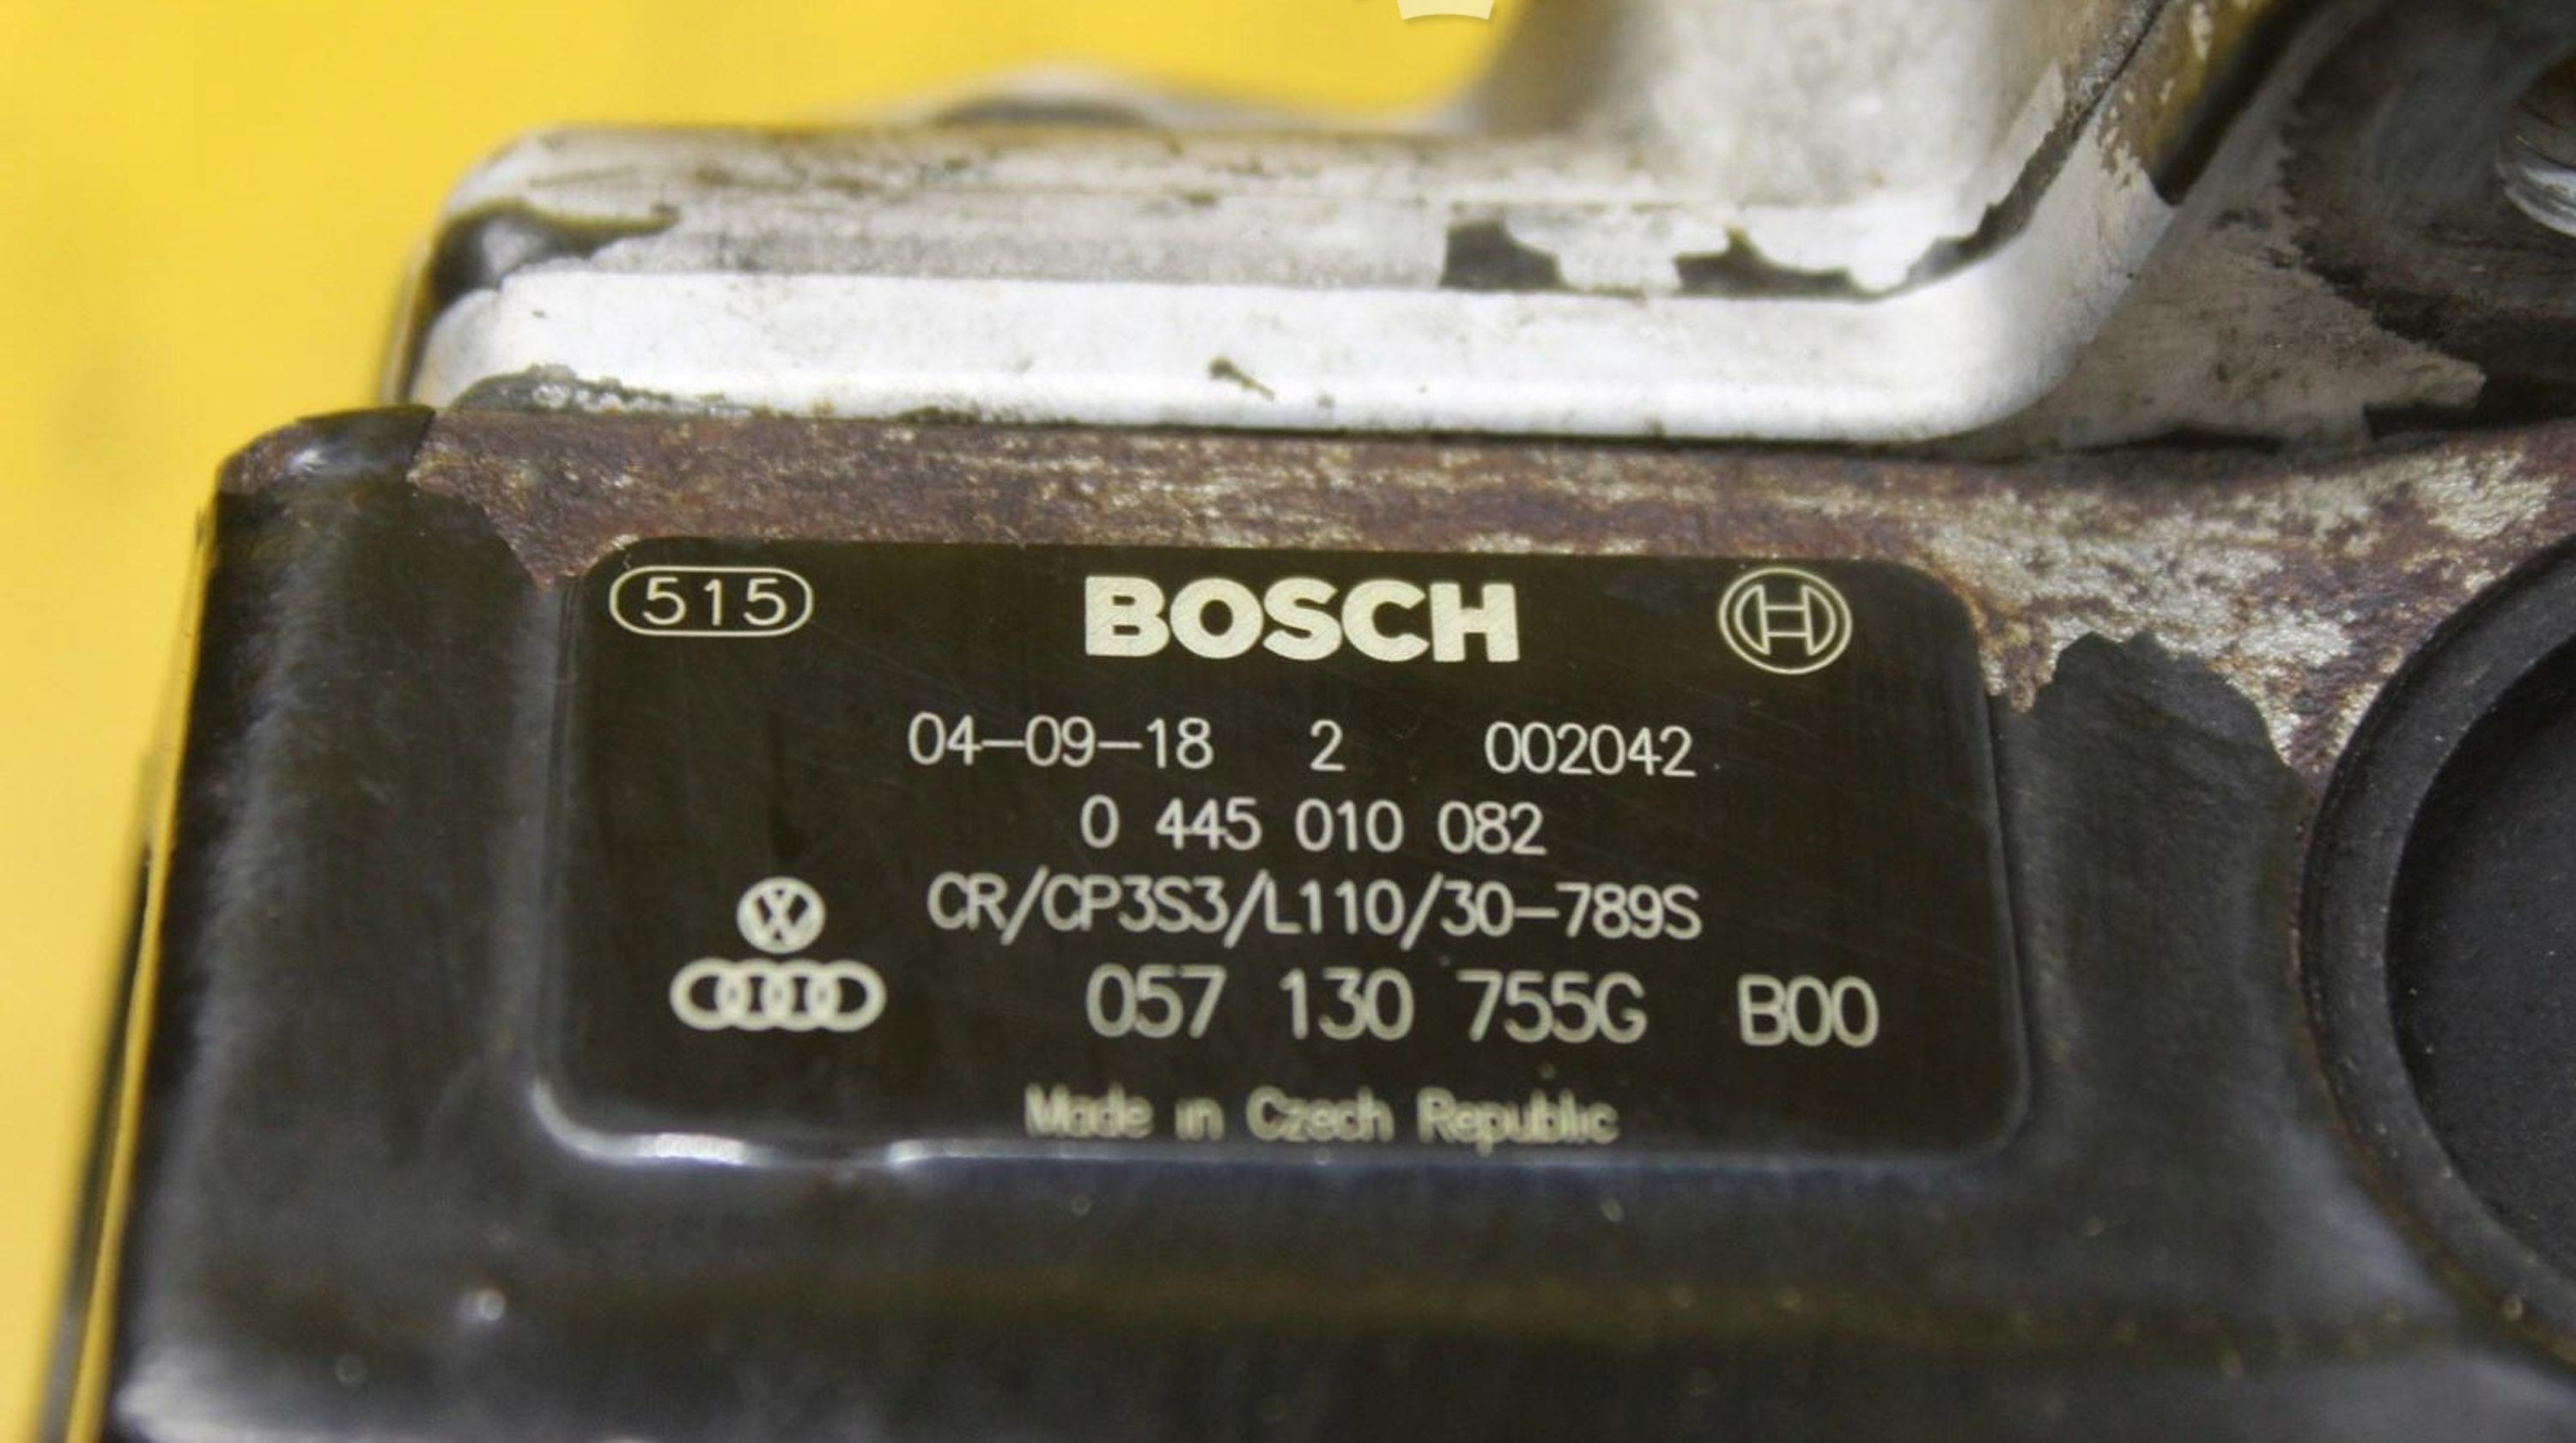 515 BOSCH
04-09-18 2 002042
0 445 010 082
CR/CP3S3/L110/30-789S
057 130 755G B00
Made in Czech Republic